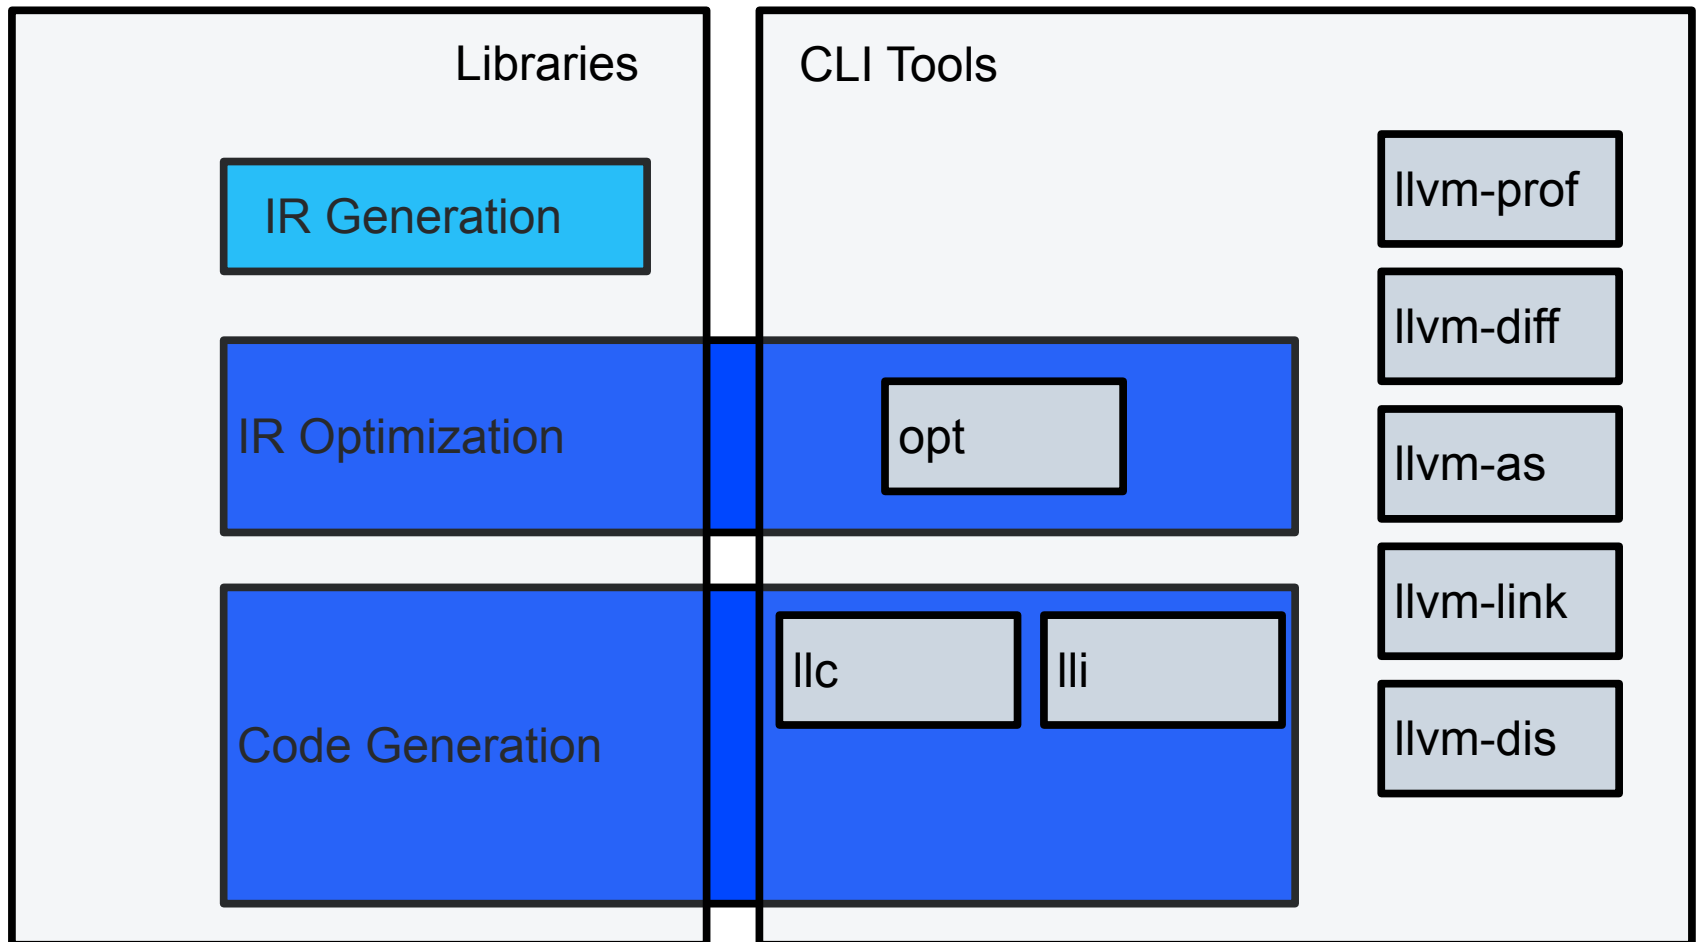 Libraries
CLI Tools
IR Generation
IR Optimization
Code Generation
opt
llc
lli
llvm-prof
llvm-diff
llvm-as
llvm-link
llvm-dis